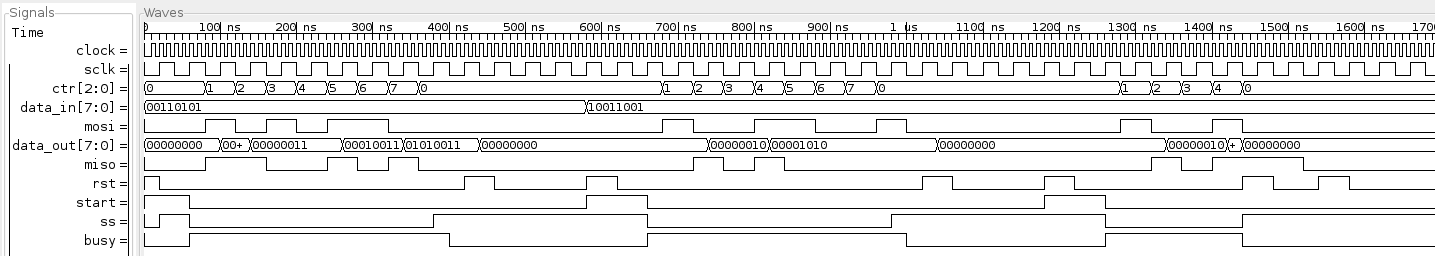 Signals
Waves
Time
0 100 ns 200 ns 300 ns 400 ns 500 ns 600 ns 700 ns 800 ns 900 ns 1 us 1100 ns 1200 ns 1300 ns 1400 ns 1500 ns 1600 ns 1700
clock =
sclk =
ctr[2:0] = 0 1 2 3 4 5 6 7 0 1 2 3 4 5 6 7 0 1 2 3 4 0
data_in[7:0] = 00110101 10011001
mosi =
data_out[7:0] = 00000000 00+ 00000011 00010011 01010011 00000000 00000010 00001010 00000000 00000010 + 00000000
miso =
rst =
start =
ss =
busy =